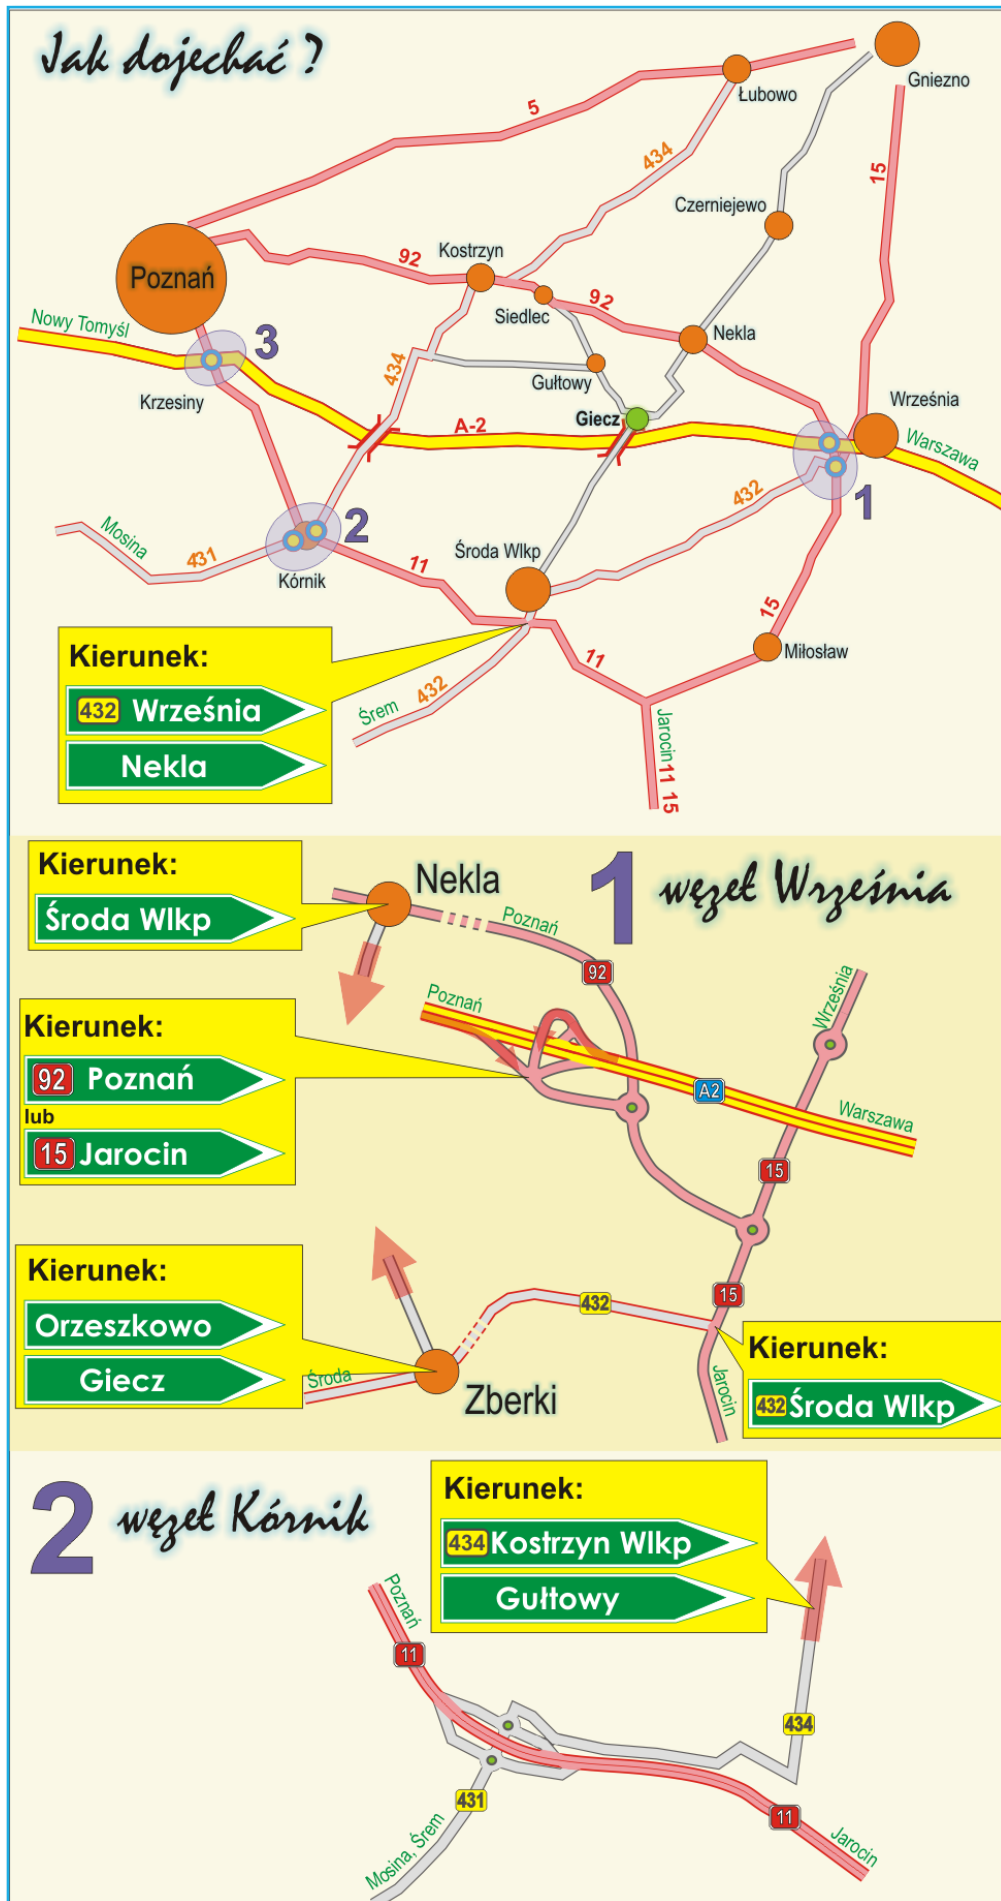 Jak dojechać ?
Gniezno
Łubowo
5
434
15
Czerniejewo
Poznań
92
Kostrzyn
Siedlec
92
Nekla
Nowy Tomyśl
3
434
Krzesiny
Gułtowy
Giecz
Września
A-2
Warszawa
432
1
2
Mosina
431
Kórnik
11
Środa Wlkp
15
Miłosław
11
432
Śrem
Jarocin
11
15
Kierunek:
432 Września
Nekla
Kierunek:
Środa Wlkp
Nekla
1 węzeł Września
Poznań
92
Września
Poznań
A2
Warszawa
Kierunek:
92 Poznań
lub
15 Jarocin
15
15
Kierunek:
Orzeszkowo
Giecz
432
Środa
Zberki
Jarocin
Kierunek:
432 Środa Wlkp
2 węzeł Kórnik
Kierunek:
434 Kostrzyn Wlkp
Gułtowy
Poznań
11
434
431
11
Mosina, Śrem
Jarocin